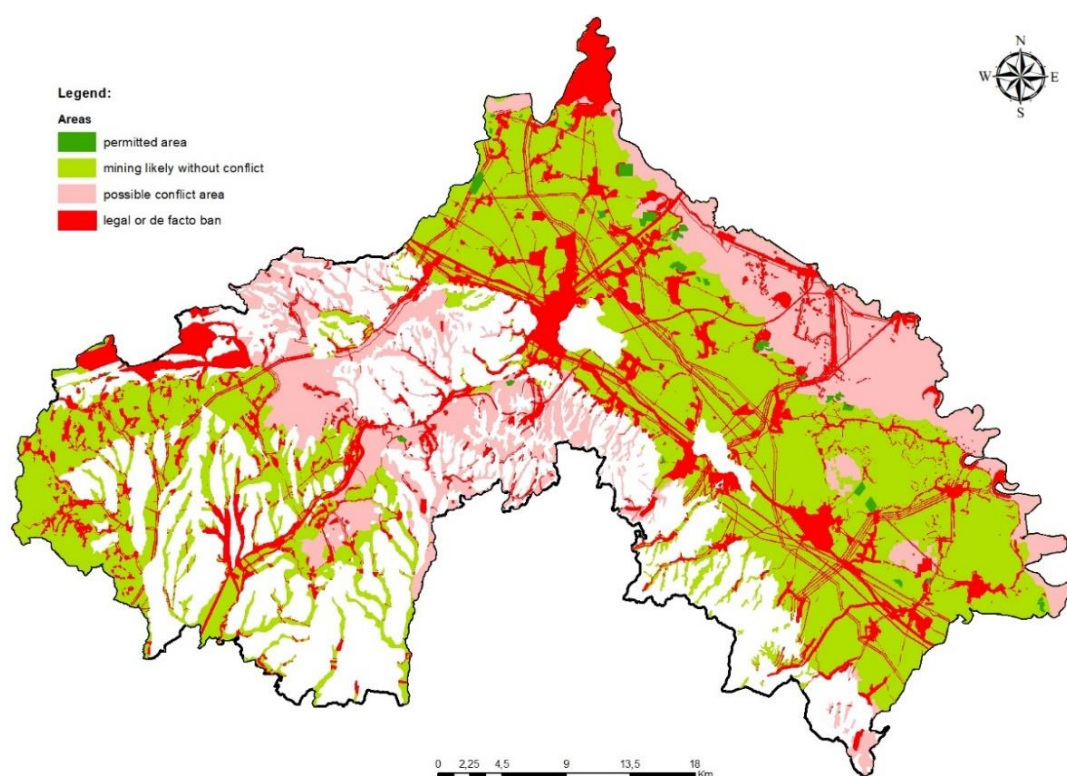 N
W E
S
Legend:
Areas
permitted area
mining likely without conflict
possible conflict area
legal or de facto ban
0 2,25 4,5 9 13,5 18
Km